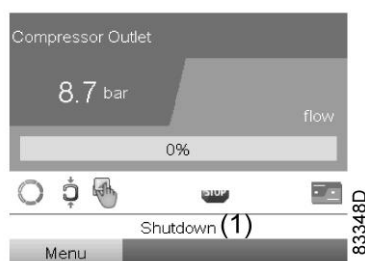 Compressor Outlet
8.7 bar
flow
0%
STOP
Shutdown (1)
Menu
83348D